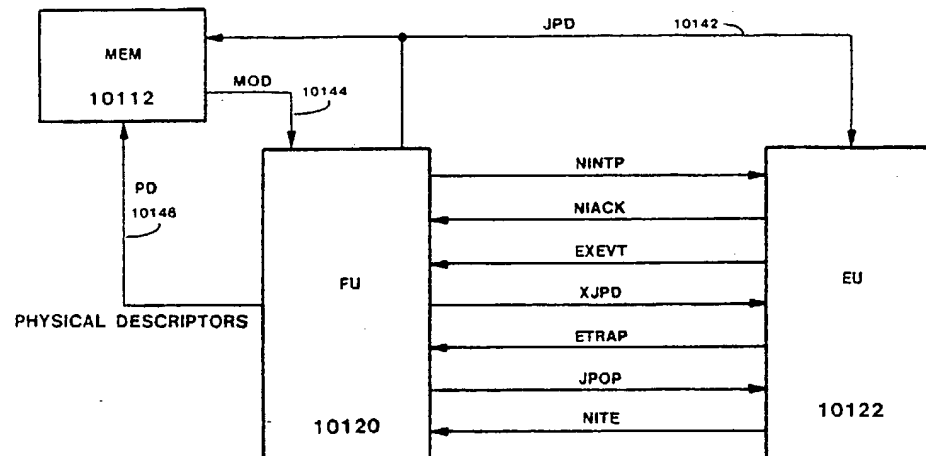 JPD
10142
MEM
10112
MOD
10144
PD
10146
PHYSICAL DESCRIPTORS
FU
10120
NINTP
NIACK
EXEVT
XJPD
ETRAP
JPOP
NITE
EU
10122